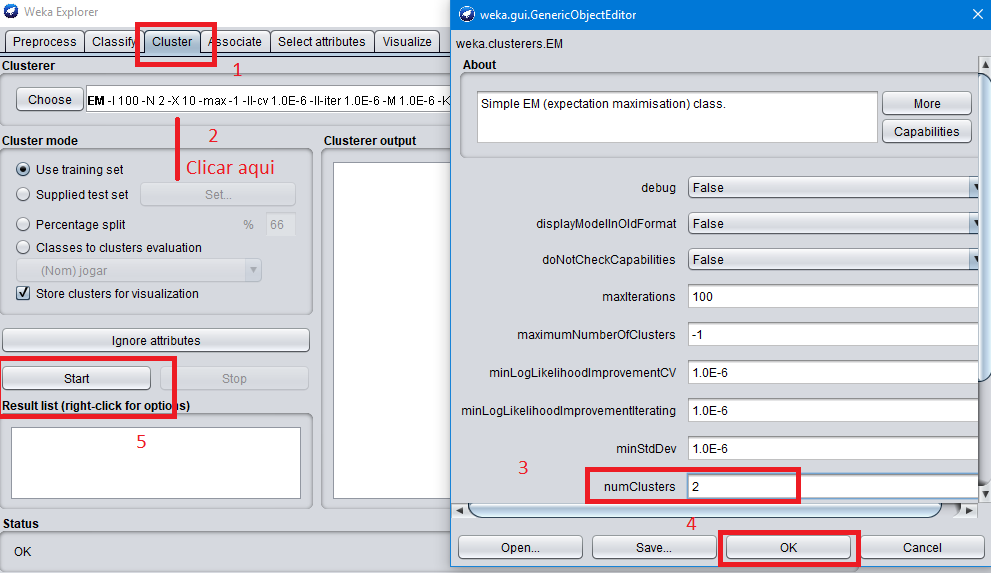 Weka Explorer
Preprocess Classify Cluster Associate Select attributes Visualize
1
Clusterer
Choose EM -I 100 -N 2 -X 10 -max -1 -ll-cv 1.0E-6 -ll-iter 1.0E-6 -M 1.0E-6 -K
2
Clicar aqui
Cluster mode
Use training set
Supplied test set Set...
Percentage split % 66
Classes to clusters evaluation
(Nom) jogar
Store clusters for visualization
Ignore attributes
Start Stop
Result list (right-click for options)
5
Status
OK
Clusterer output
weka.gui.GenericObjectEditor
weka.clusterers.EM
About
Simple EM (expectation maximisation) class.
More
Capabilities
debug False
displayModelInOldFormat False
doNotCheckCapabilities False
maxIterations 100
maximumNumberOfClusters -1
minLogLikelihoodImprovementCV 1.0E-6
minLogLikelihoodImprovementIterating 1.0E-6
minStdDev 1.0E-6
3
numClusters 2
4
Open... Save... OK Cancel